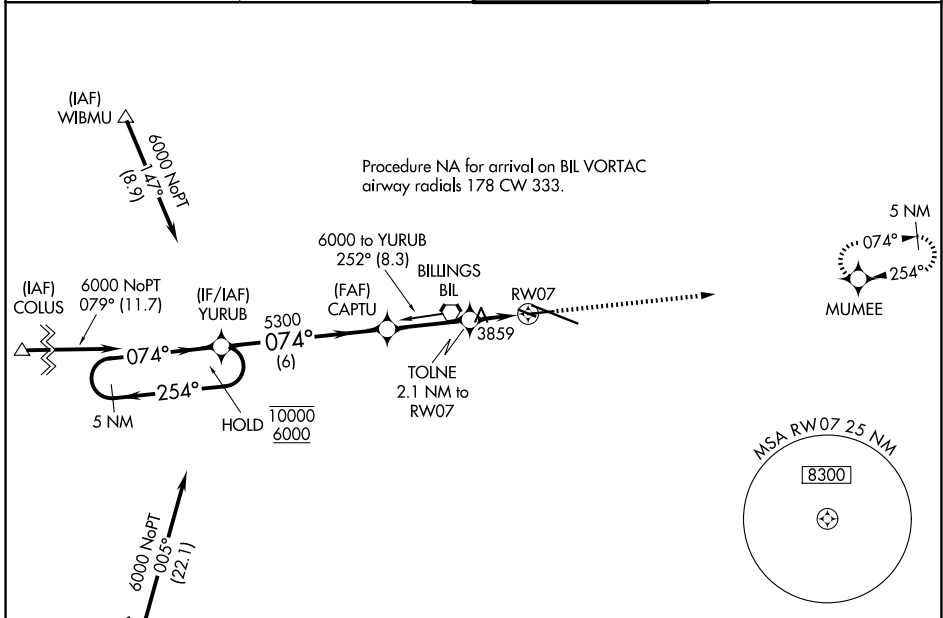 (IAF)
WIBMU
6000 NoPT
147°
(8.9)
Procedure NA for arrival on BIL VORTAC
airway radials 178 CW 333.
5 NM
074°
254°
MUMEE
6000 to YURUB
252° (8.3)
BILLINGS
BIL
(IAF)
COLUS
6000 NoPT
079° (11.7)
(IF/IAF)
YURUB
(FAF)
CAPTU
RW07
5300
074°
(6)
3859
074°
254°
5 NM
HOLD
10000
6000
TOLNE
2.1 NM to
RW07
MSA RW07 25 NM
8300
6000 NoPT
005°
(22.1)